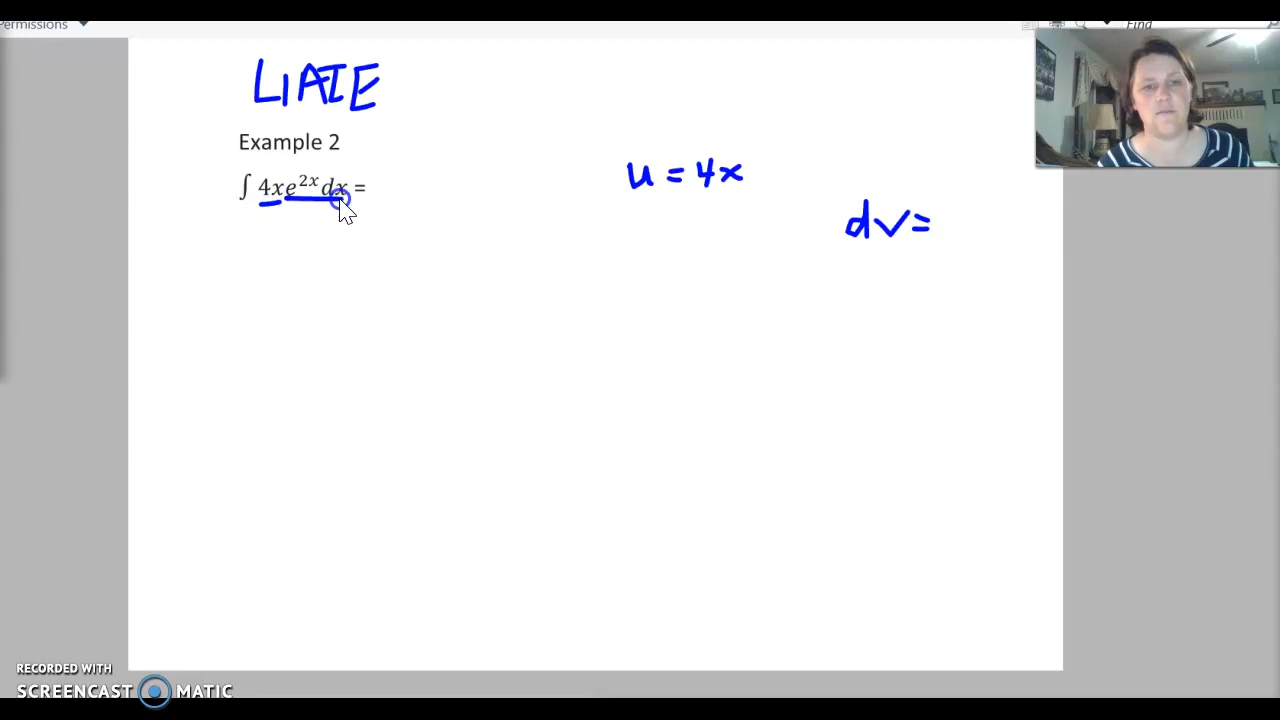 Permissions
Find
LIATE
Example 2
∫ 4xe^{2x}dx =
u = 4x
dv=
RECORDED WITH
SCREENCAST MATIC